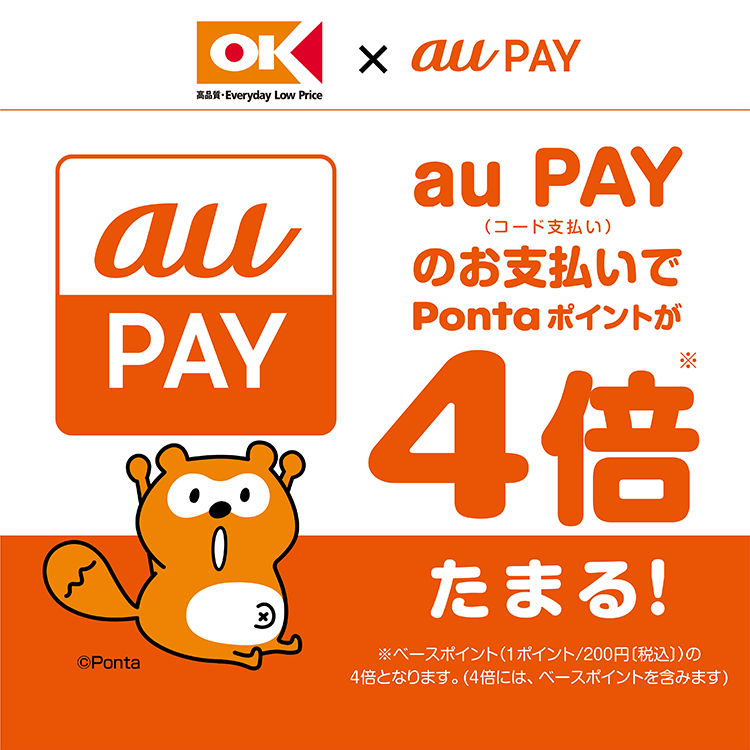 OK × au PAY
高品質・Everyday Low Price
au
PAY
au PAY
(コード支払い)
のお支払いで
Pontaポイントが
4倍※
たまる!
©Ponta
※ベースポイント(1ポイント/200円〔税込〕)の
4倍となります。(4倍には、ベースポイントを含みます)